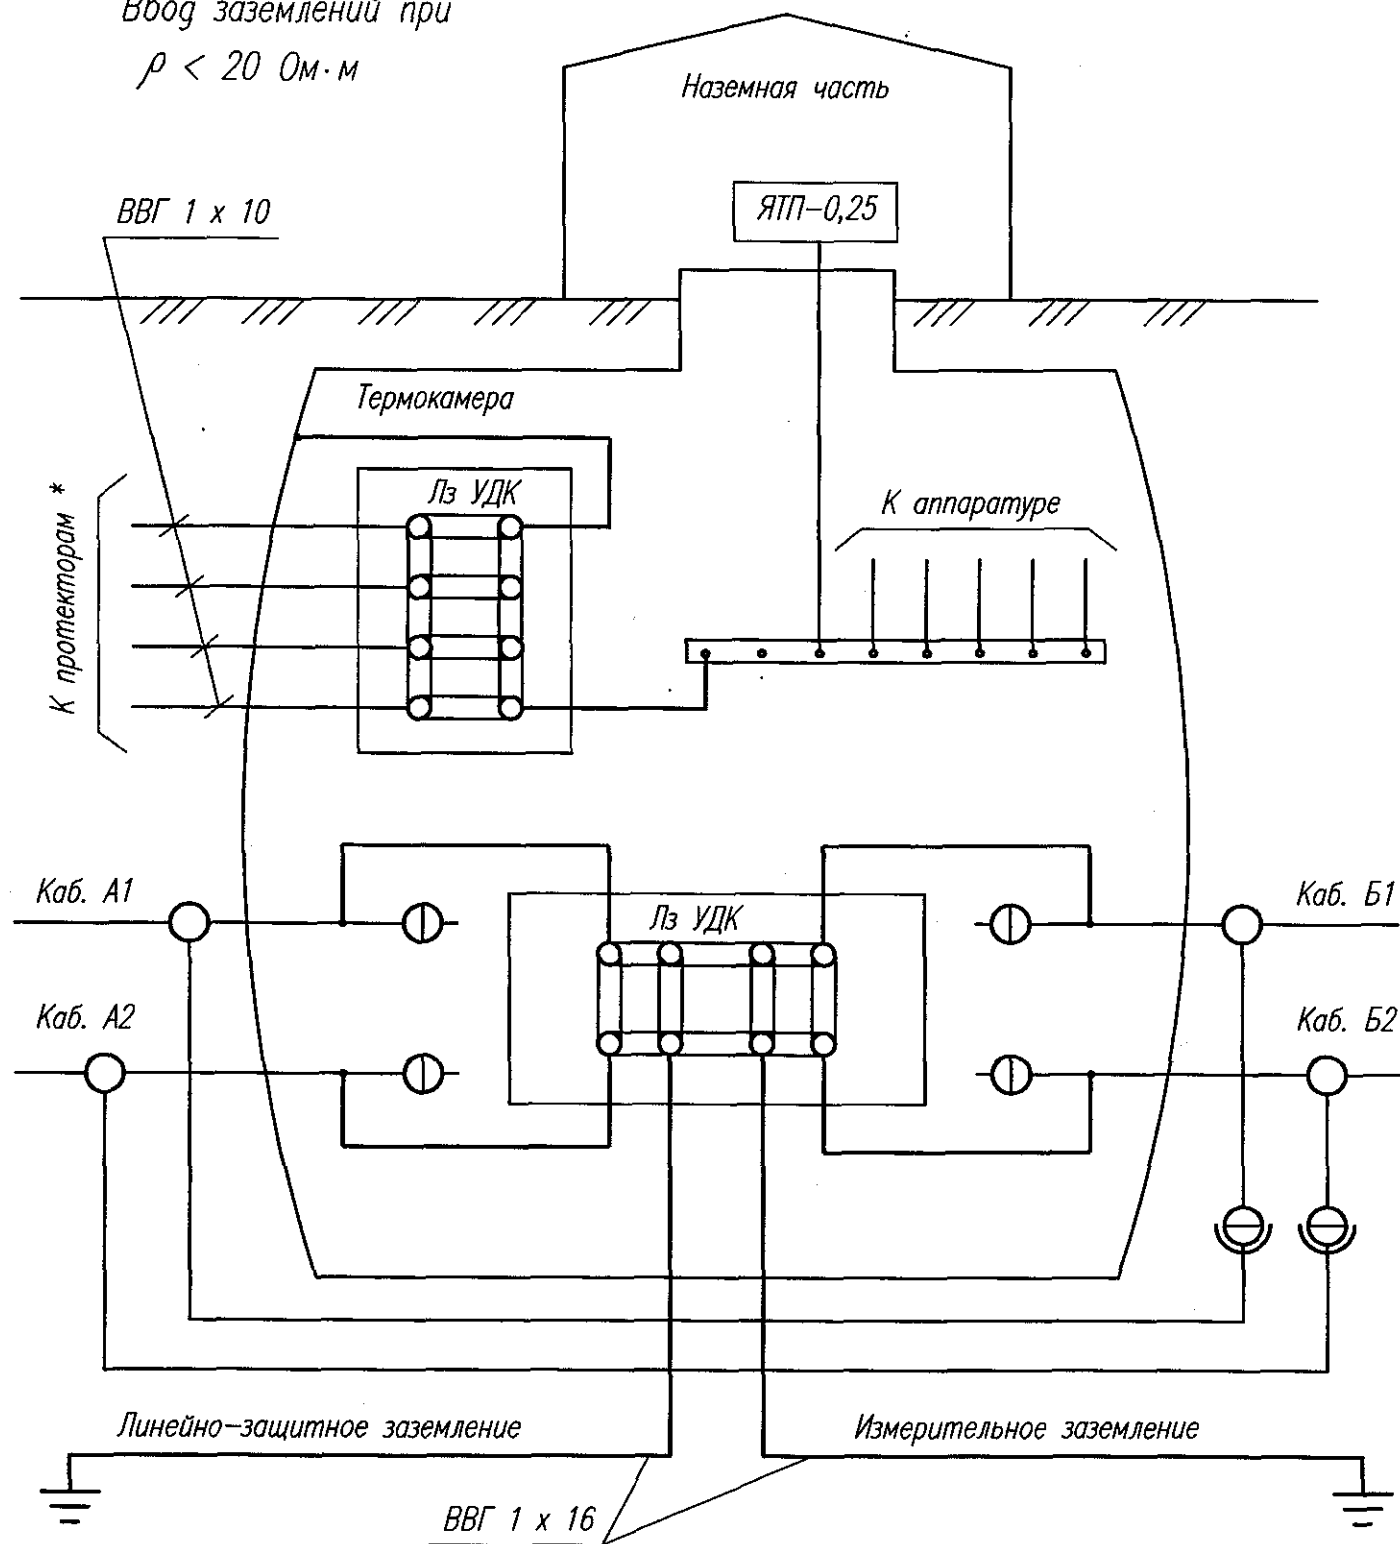 Ввод заземлений при
ρ < 20 Ом·м
Наземная часть
ЯТП-0,25
ВВГ 1 х 10
Термокамера
Лз УДК
К аппаратуре
К протекторам *
Каб. А1
Каб. Б1
Лз УДК
Каб. А2
Каб. Б2
Линейно-защитное заземление
Измерительное заземление
ВВГ 1 х 16